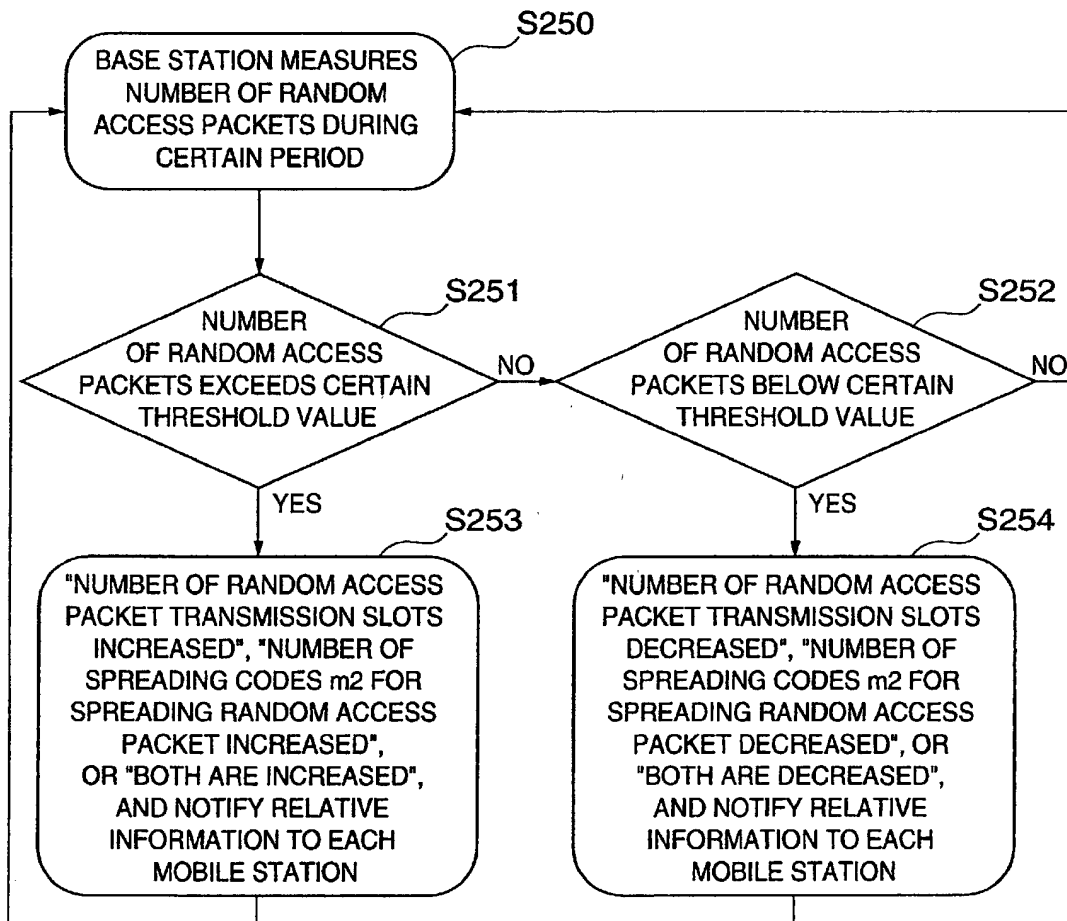 S250
BASE STATION MEASURES
NUMBER OF RANDOM
ACCESS PACKETS DURING
CERTAIN PERIOD
S251
NUMBER
OF RANDOM ACCESS
PACKETS EXCEEDS CERTAIN
THRESHOLD VALUE
NO
YES
S252
NUMBER
OF RANDOM ACCESS
PACKETS BELOW CERTAIN
THRESHOLD VALUE
NO
YES
S253
"NUMBER OF RANDOM ACCESS
PACKET TRANSMISSION SLOTS
INCREASED", "NUMBER OF
SPREADING CODES m2 FOR
SPREADING RANDOM ACCESS
PACKET INCREASED",
OR "BOTH ARE INCREASED",
AND NOTIFY RELATIVE
INFORMATION TO EACH
MOBILE STATION
S254
"NUMBER OF RANDOM ACCESS
PACKET TRANSMISSION SLOTS
DECREASED", "NUMBER OF
SPREADING CODES m2 FOR
SPREADING RANDOM ACCESS
PACKET DECREASED", OR
"BOTH ARE DECREASED",
AND NOTIFY RELATIVE
INFORMATION TO EACH
MOBILE STATION